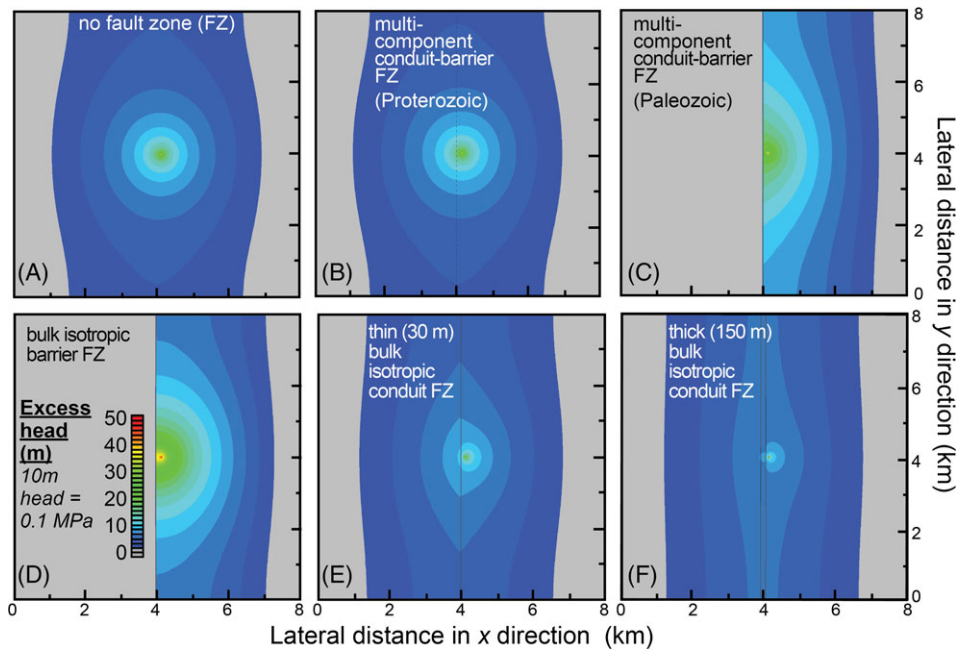 no fault zone (FZ)
(A)
multi-
component
conduit-barrier
FZ
(Proterozoic)
(B)
multi-
component
conduit-barrier
FZ
(Paleozoic)
(C)
8
6
4
2
0
bulk isotropic
barrier FZ
Excess
head
(m)
10m
head =
0.1 MPa
50
40
30
20
10
0
(D)
0 2 4 6 8
thin (30 m)
bulk
isotropic
conduit FZ
(E)
2 4 6 8
thick (150 m)
bulk
isotropic
conduit FZ
(F)
0 2 4 6 8
8
6
4
2
0
Lateral distance in x direction (km)
Lateral distance in y direction (km)